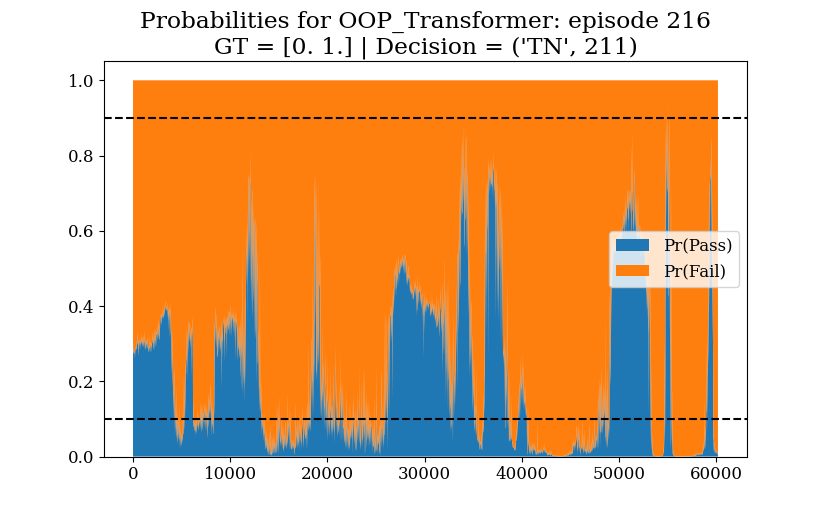 Probabilities for OOP_Transformer: episode 216
GT = [0. 1.] | Decision = ('TN', 211)
1.0
0.8
0.6
0.4
0.2
0.0
Pr(Pass)
Pr(Fail)
0 10000 20000 30000 40000 50000 60000